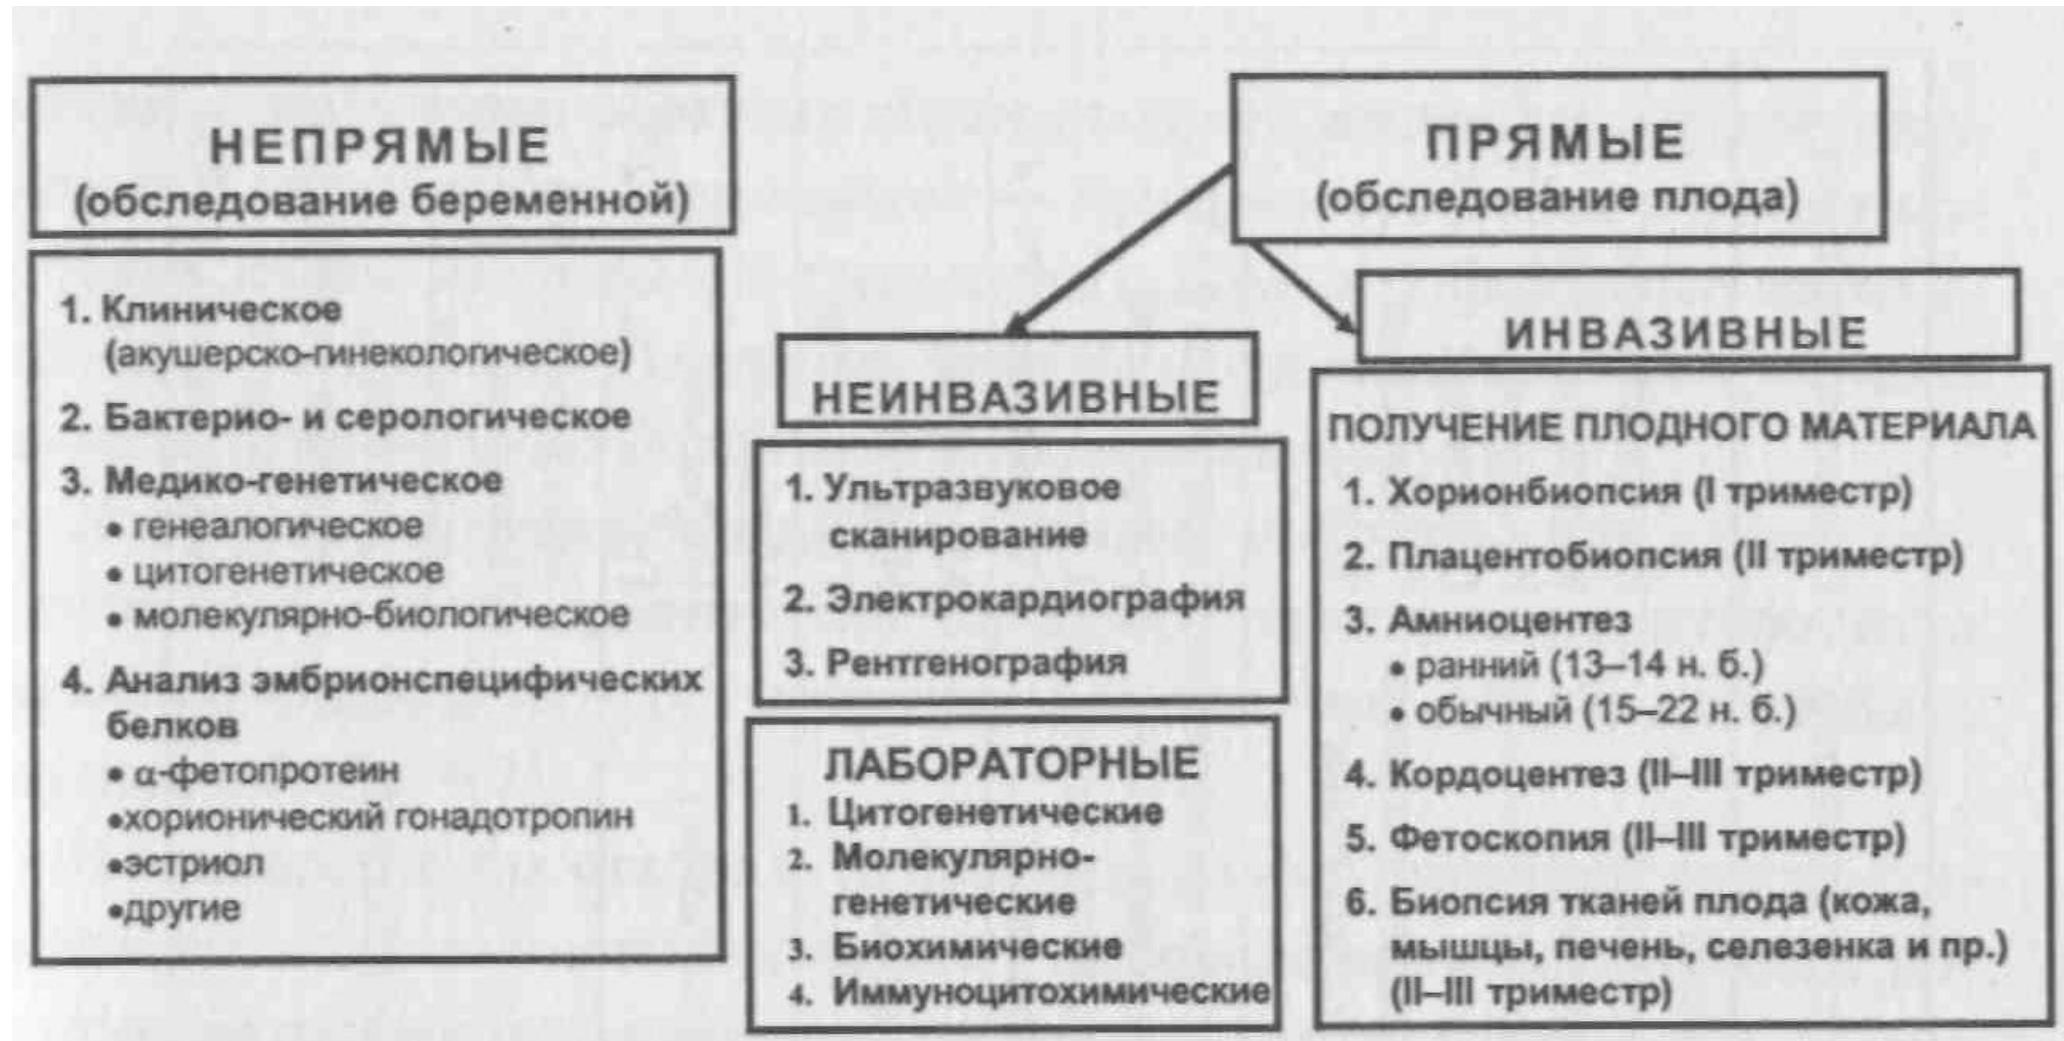 НЕПРЯМЫЕ
(обследование беременной)
1. Клиническое
(акушерско-гинекологическое)
2. Бактерио- и серологическое
3. Медико-генетическое
• генеалогическое
• цитогенетическое
• молекулярно-биологическое
4. Анализ эмбрионспецифических
белков
• α-фетопротеин
•хорионический гонадотропин
•эстриол
•другие
ПРЯМЫЕ
(обследование плода)
НЕИНВАЗИВНЫЕ
1. Ультразвуковое
сканирование
2. Электрокардиография
3. Рентгенография
ЛАБОРАТОРНЫЕ
1. Цитогенетические
2. Молекулярно-
генетические
3. Биохимические
4. Иммуноцитохимические
ИНВАЗИВНЫЕ
ПОЛУЧЕНИЕ ПЛОДНОГО МАТЕРИАЛА
1. Хорионбиопсия (I триместр)
2. Плацентобиопсия (II триместр)
3. Амниоцентез
• ранний (13–14 н. б.)
• обычный (15–22 н. б.)
4. Кордоцентез (II–III триместр)
5. Фетоскопия (II–III триместр)
6. Биопсия тканей плода (кожа,
мышцы, печень, селезенка и пр.)
(II–III триместр)